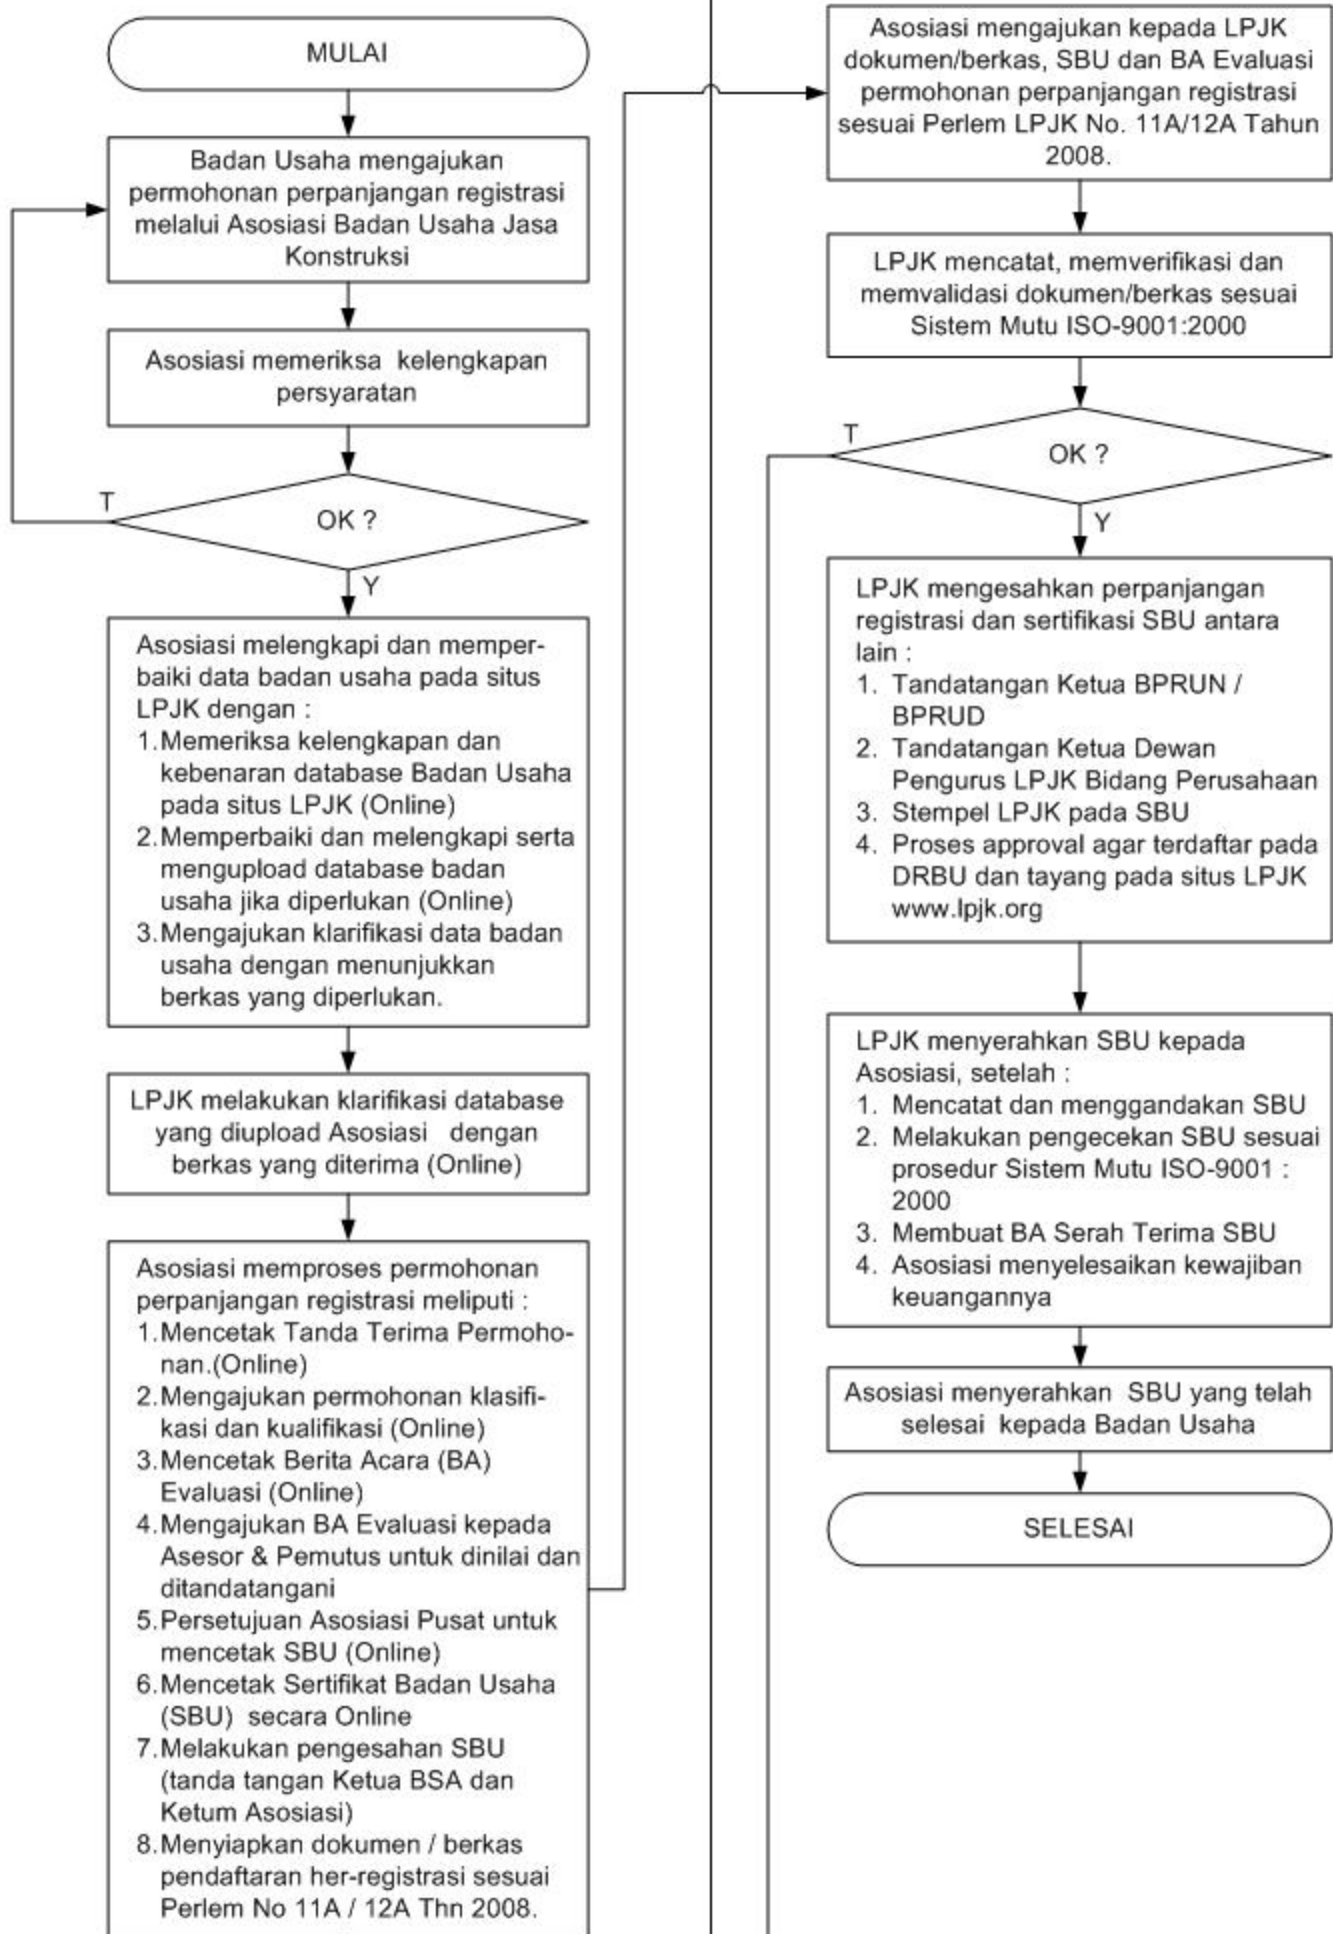 MULAI
Badan Usaha mengajukan
permohonan perpanjangan registrasi
melalui Asosiasi Badan Usaha Jasa
Konstruksi
Asosiasi memeriksa kelengkapan
persyaratan
T
OK ?
Y
Asosiasi melengkapi dan memper-
baiki data badan usaha pada situs
LPJK dengan :
1.Memeriksa kelengkapan dan
kebenaran database Badan Usaha
pada situs LPJK (Online)
2.Memperbaiki dan melengkapi serta
mengupload database badan
usaha jika diperlukan (Online)
3.Mengajukan klarifikasi data badan
usaha dengan menunjukkan
berkas yang diperlukan.
LPJK melakukan klarifikasi database
yang diupload Asosiasi dengan
berkas yang diterima (Online)
Asosiasi memproses permohonan
perpanjangan registrasi meliputi :
1.Mencetak Tanda Terima Permoho-
nan.(Online)
2.Mengajukan permohonan klasifi-
kasi dan kualifikasi (Online)
3.Mencetak Berita Acara (BA)
Evaluasi (Online)
4.Mengajukan BA Evaluasi kepada
Asesor & Pemutus untuk dinilai dan
ditandatangani
5.Persetujuan Asosiasi Pusat untuk
mencetak SBU (Online)
6.Mencetak Sertifikat Badan Usaha
(SBU) secara Online
7.Melakukan pengesahan SBU
(tanda tangan Ketua BSA dan
Ketum Asosiasi)
8.Menyiapkan dokumen / berkas
pendaftaran her-registrasi sesuai
Perlem No 11A / 12A Thn 2008.
Asosiasi mengajukan kepada LPJK
dokumen/berkas, SBU dan BA Evaluasi
permohonan perpanjangan registrasi
sesuai Perlem LPJK No. 11A/12A Tahun
2008.
LPJK mencatat, memverifikasi dan
memvalidasi dokumen/berkas sesuai
Sistem Mutu ISO-9001:2000
T
OK ?
Y
LPJK mengesahkan perpanjangan
registrasi dan sertifikasi SBU antara
lain :
1. Tandatangan Ketua BPRUN /
BPRUD
2. Tandatangan Ketua Dewan
Pengurus LPJK Bidang Perusahaan
3. Stempel LPJK pada SBU
4. Proses approval agar terdaftar pada
DRBU dan tayang pada situs LPJK
www.lpjk.org
LPJK menyerahkan SBU kepada
Asosiasi, setelah :
1. Mencatat dan menggandakan SBU
2. Melakukan pengecekan SBU sesuai
prosedur Sistem Mutu ISO-9001 :
2000
3. Membuat BA Serah Terima SBU
4. Asosiasi menyelesaikan kewajiban
keuangannya
Asosiasi menyerahkan SBU yang telah
selesai kepada Badan Usaha
SELESAI